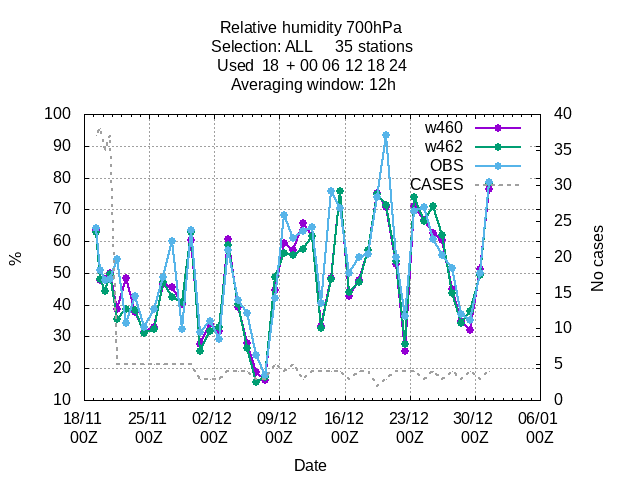 Relative humidity 700hPa
Selection: ALL     35 stations
Used  18  + 00 06 12 18 24
Averaging window: 12h
100 40
w460
90 35
w462
OBS
80 30
CASES
70 25
60 20
50
40 15
30 10
20 5
10 0
% No cases
18/11 25/11 02/12 09/12 16/12 23/12 30/12 06/01
00Z 00Z 00Z 00Z 00Z 00Z 00Z 00Z
Date